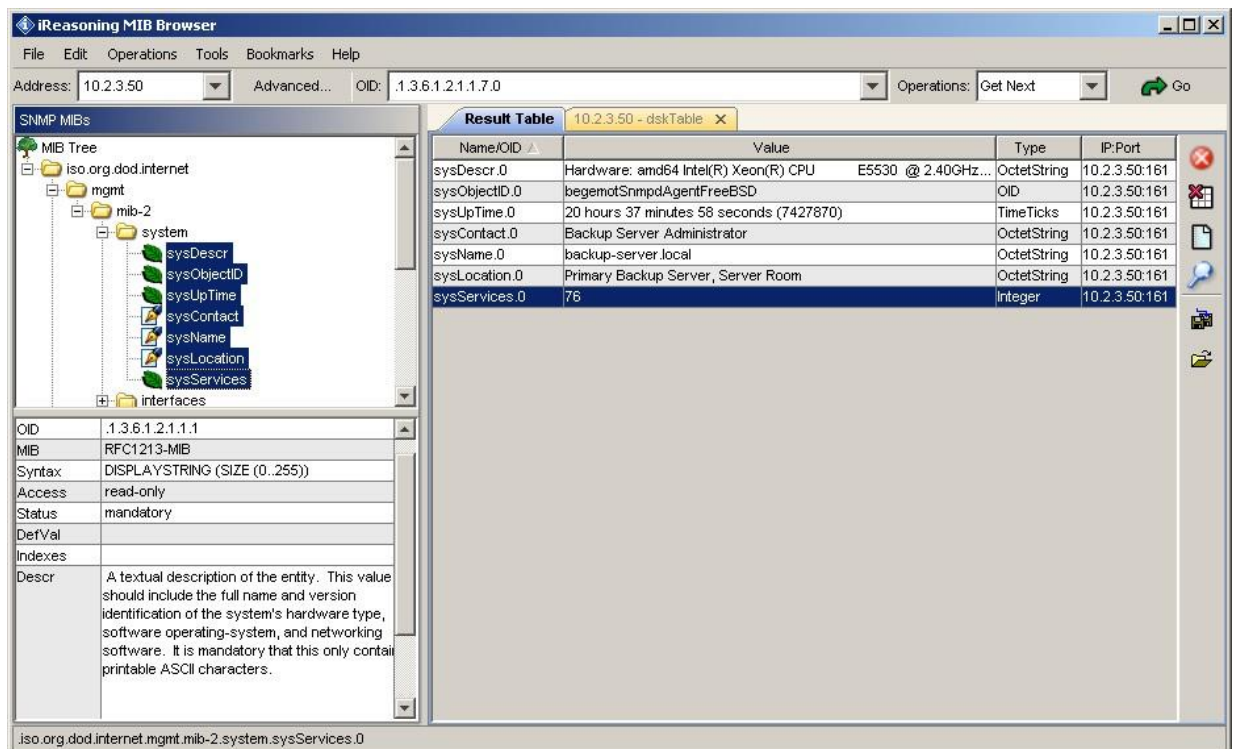 iReasoning MIB Browser
File Edit Operations Tools Bookmarks Help
Address: 10.2.3.50 Advanced... OID: .1.3.6.1.2.1.1.7.0 Operations: Get Next Go
SNMP MIBs
MIB Tree
iso.org.dod.internet
mgmt
mib-2
system
sysDescr
sysObjectID
sysUpTime
sysContact
sysName
sysLocation
sysServices
interfaces
OID .1.3.6.1.2.1.1.1
MIB RFC1213-MIB
Syntax DISPLAYSTRING (SIZE (0..255))
Access read-only
Status mandatory
DefVal
Indexes
Descr A textual description of the entity. This value
should include the full name and version
identification of the system's hardware type,
software operating-system, and networking
software. It is mandatory that this only contai
printable ASCII characters.
Result Table 10.2.3.50 - dskTable
Name/OID Value Type IP:Port
sysDescr.0 Hardware: amd64 Intel(R) Xeon(R) CPU E5530 @ 2.40GHz... OctetString 10.2.3.50:161
sysObjectID.0 begemotSnmpdAgentFreeBSD OID 10.2.3.50:161
sysUpTime.0 20 hours 37 minutes 58 seconds (7427870) TimeTicks 10.2.3.50:161
sysContact.0 Backup Server Administrator OctetString 10.2.3.50:161
sysName.0 backup-server.local OctetString 10.2.3.50:161
sysLocation.0 Primary Backup Server, Server Room OctetString 10.2.3.50:161
sysServices.0 76 Integer 10.2.3.50:161
.iso.org.dod.internet.mgmt.mib-2.system.sysServices.0